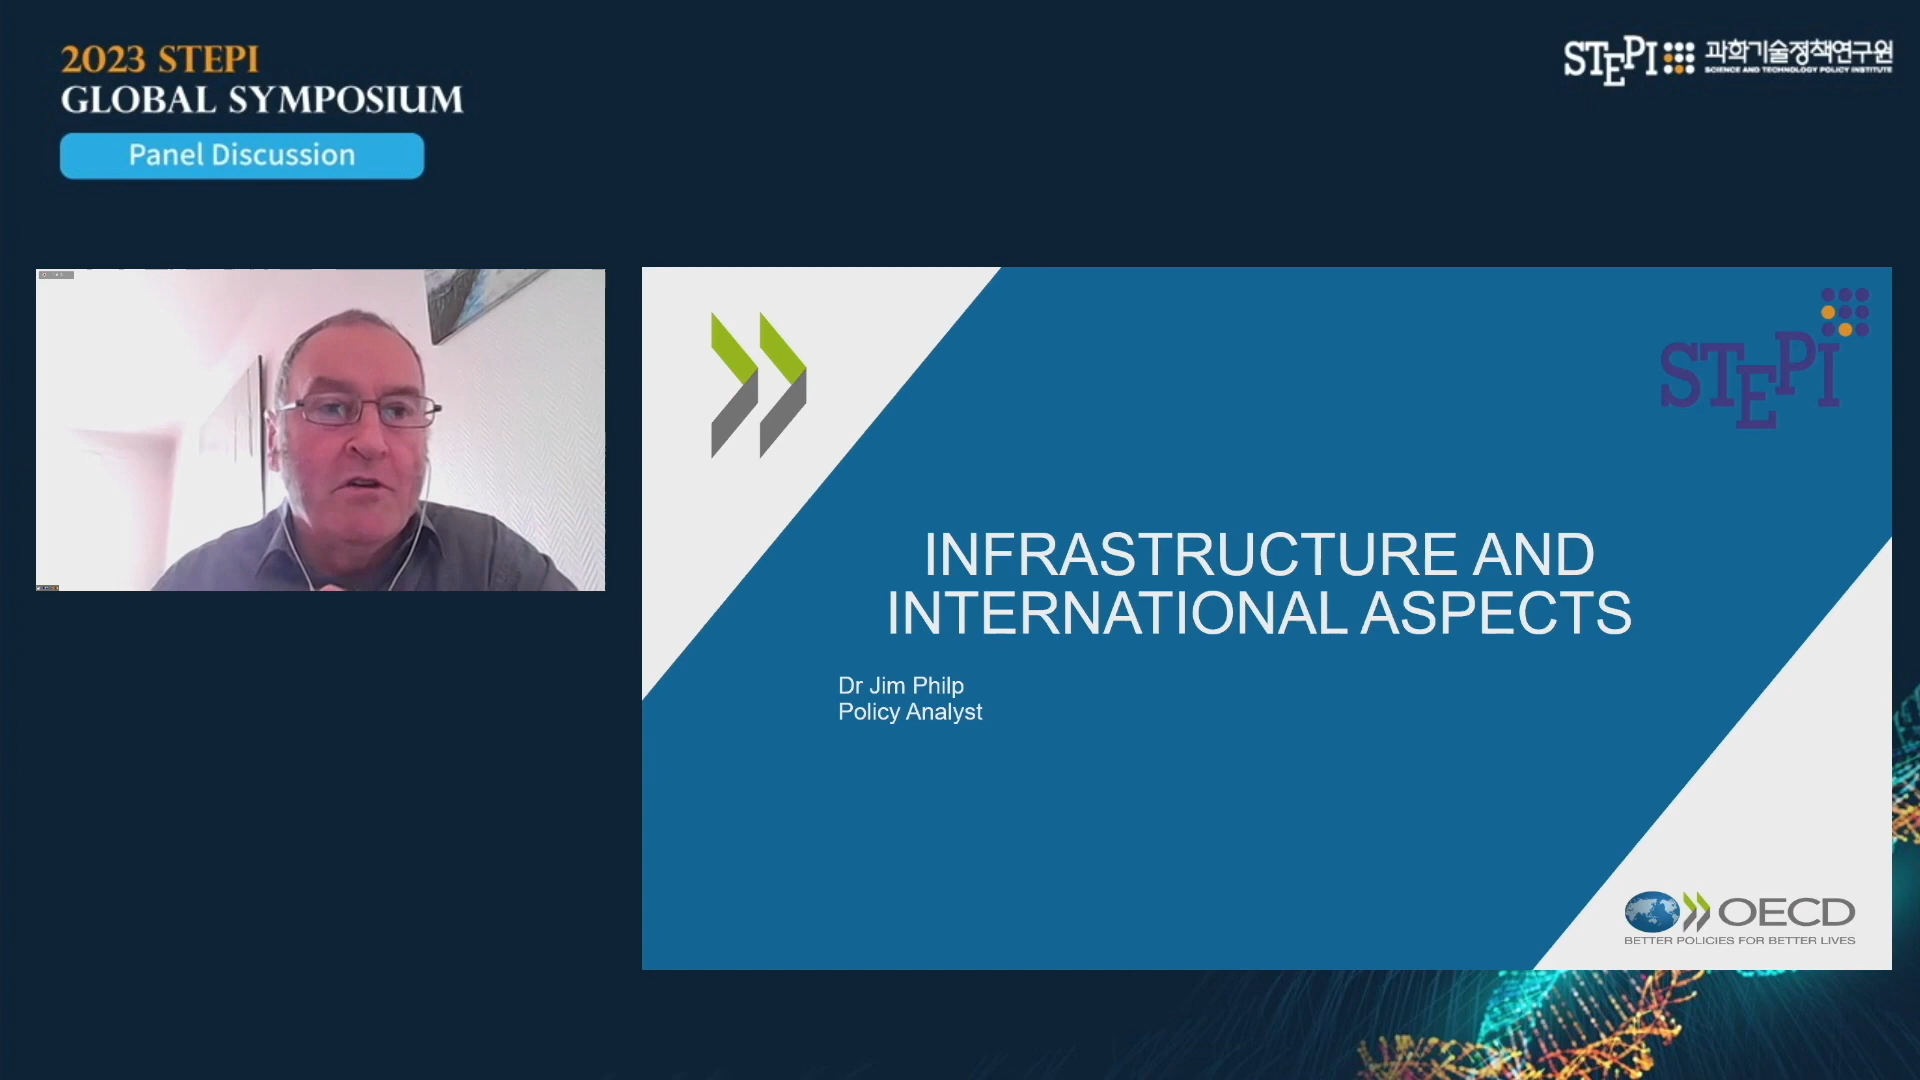 2023 STEPI
GLOBAL SYMPOSIUM
Panel Discussion
STEPI 과학기술정책연구원
SCIENCE AND TECHNOLOGY POLICY INSTITUTE
STEPI
INFRASTRUCTURE AND
INTERNATIONAL ASPECTS
Dr Jim Philp
Policy Analyst
OECD
BETTER POLICIES FOR BETTER LIVES